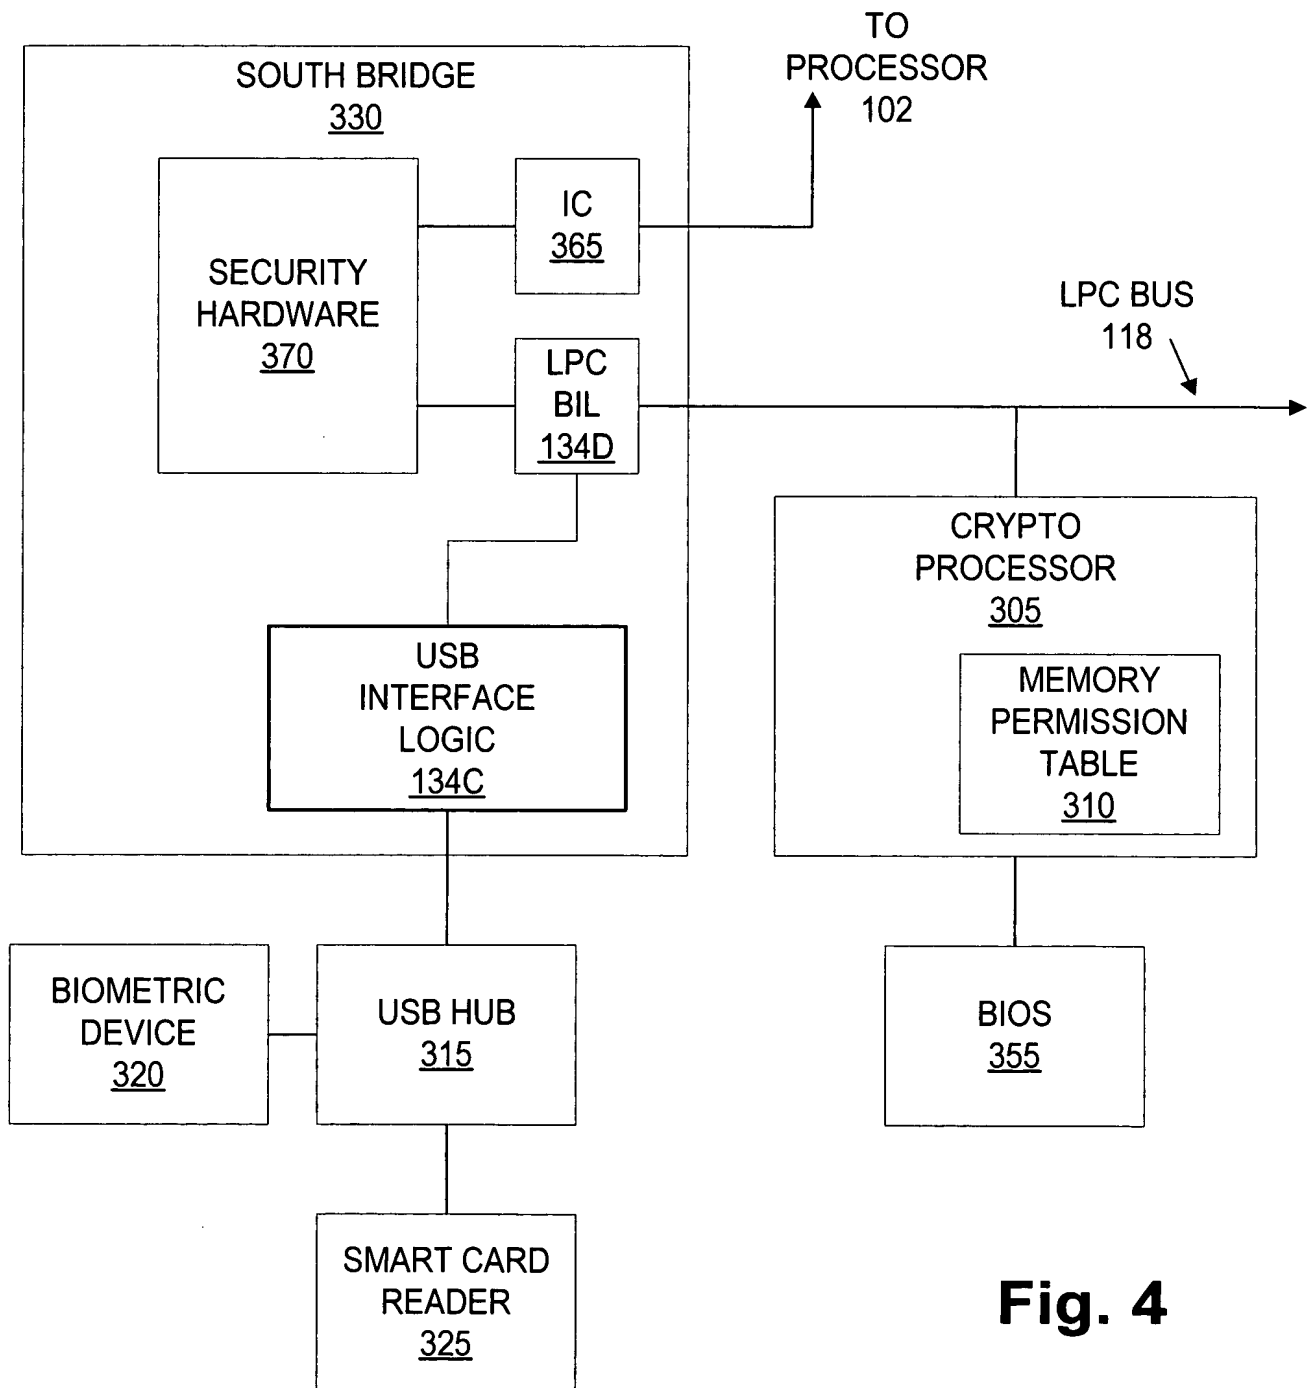 TO
PROCESSOR
102
SOUTH BRIDGE
330
SECURITY
HARDWARE
370
IC
365
LPC
BIL
134D
LPC BUS
118
CRYPTO
PROCESSOR
305
MEMORY
PERMISSION
TABLE
310
USB
INTERFACE
LOGIC
134C
BIOMETRIC
DEVICE
320
USB HUB
315
BIOS
355
SMART CARD
READER
325
Fig. 4